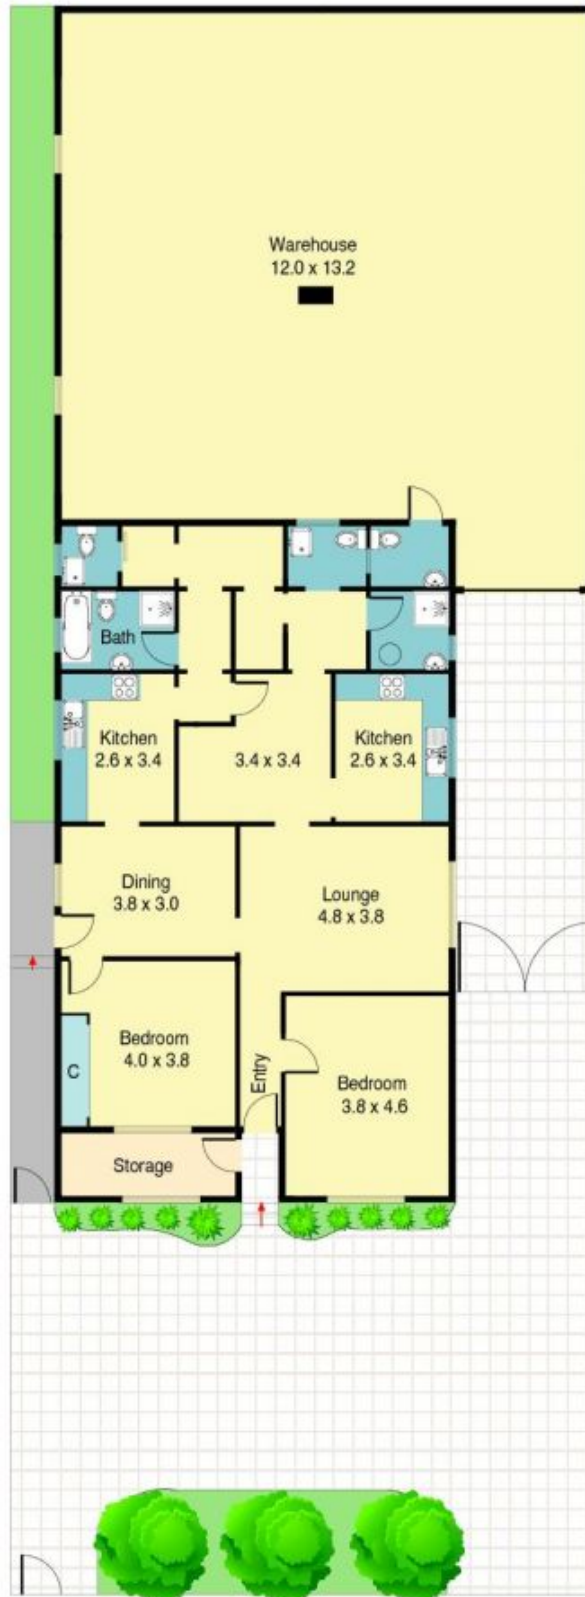 Warehouse
12.0 x 13.2
Bath
Kitchen
2.6 x 3.4
3.4 x 3.4
Kitchen
2.6 x 3.4
Dining
3.8 x 3.0
Lounge
4.8 x 3.8
Bedroom
4.0 x 3.8
C
Entry
Bedroom
3.8 x 4.6
Storage